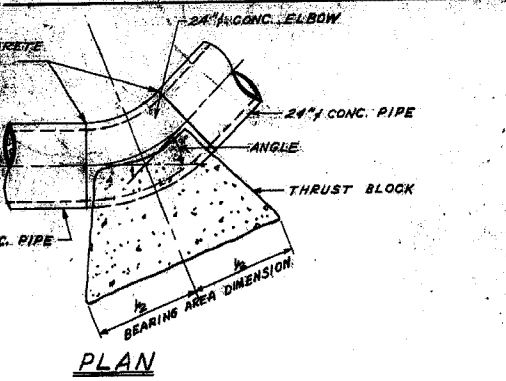 24"⌀ CONC. ELBOW
CRETE
24"⌀ CONC. PIPE
ANGLE
THRUST BLOCK
C. PIPE
1/2
1/2
BEARING AREA DIMENSION
PLAN